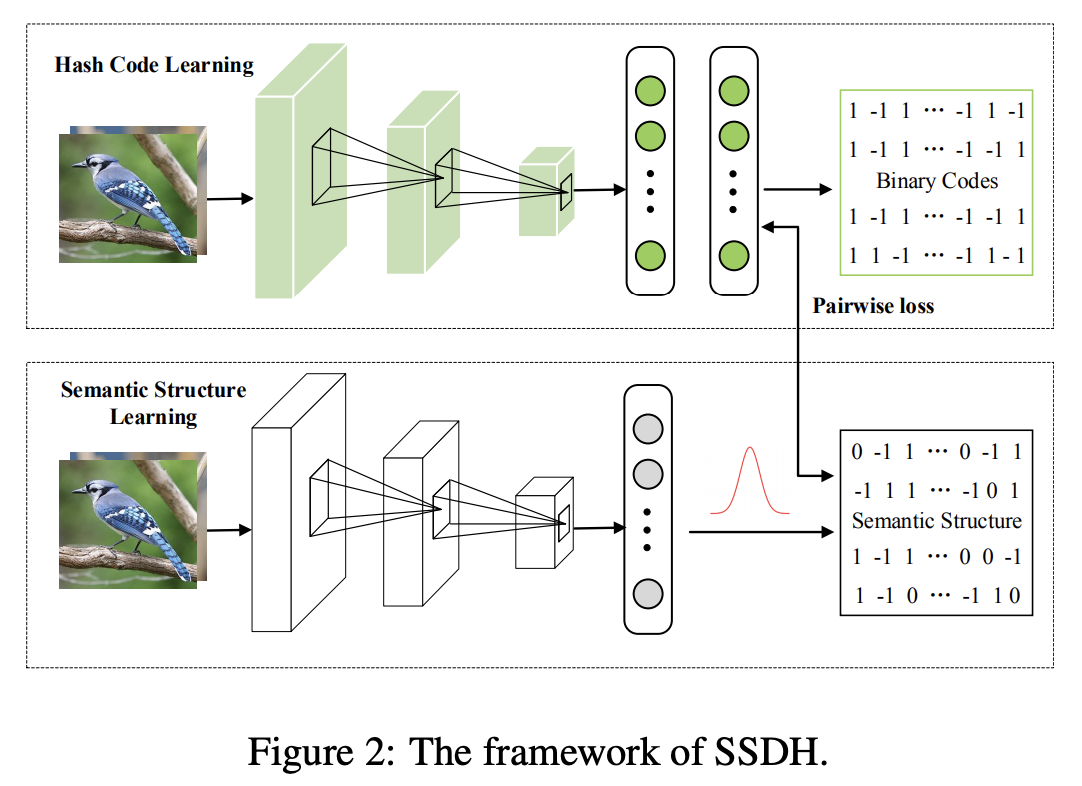 Hash Code Learning
1 -1 1 ··· -1 1 -1
1 -1 1 ··· -1 -1 1
Binary Codes
1 -1 1 ··· -1 -1 1
1 1 -1 ··· -1 1 - 1
Pairwise loss
Semantic Structure
Learning
0 -1 1 ··· 0 -1 1
-1 1 1 ··· -1 0 1
Semantic Structure
1 -1 1 ··· 0 0 -1
1 -1 0 ··· -1 1 0
Figure 2: The framework of SSDH.